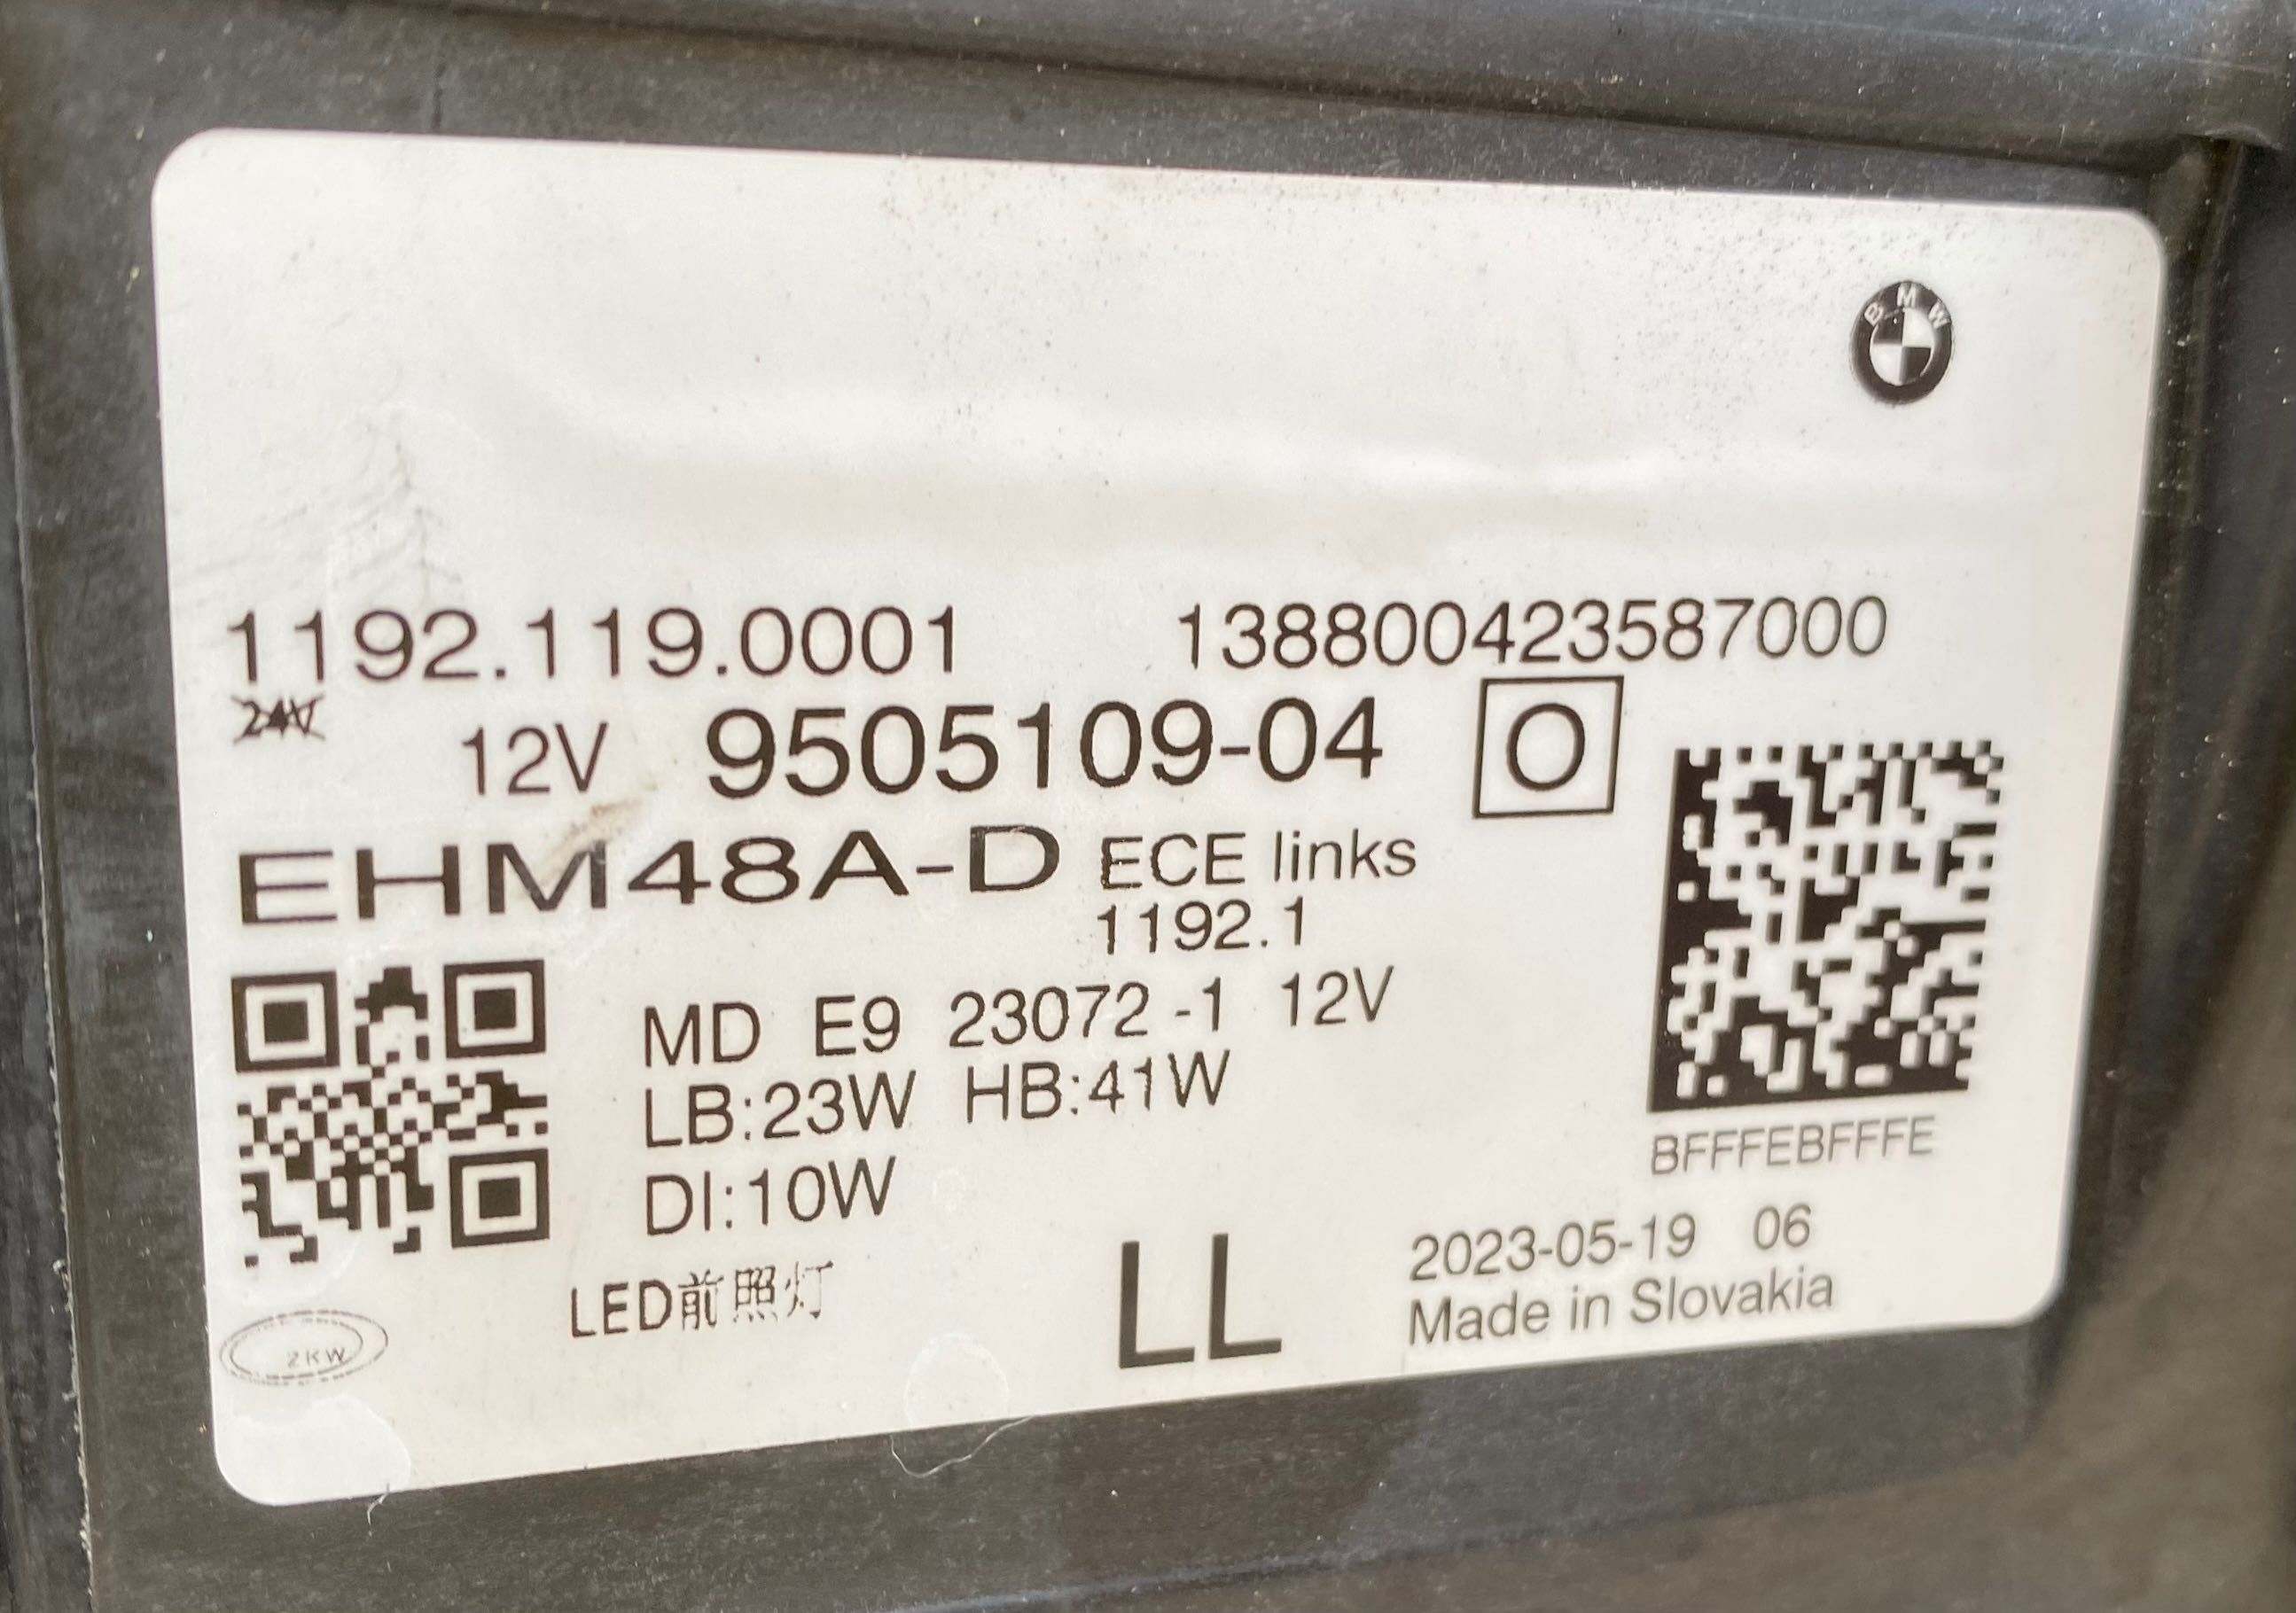 BMW
1192.119.0001 138800423587000
24V 12V 9505109-04 O
EHM48A-D ECE links
1192.1
MD E9 23072 -1 12V
LB:23W HB:41W
BFFFEBFFFE
DI:10W
2023-05-19 06
LED前照灯 LL Made in Slovakia
2KW